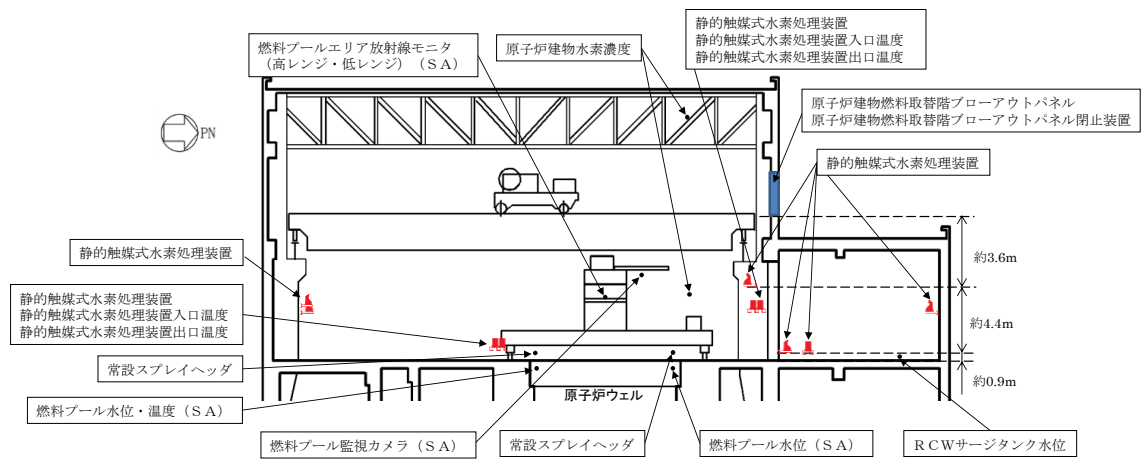 静的触媒式水素処理装置
静的触媒式水素処理装置入口温度
静的触媒式水素処理装置出口温度
燃料プールエリア放射線モニタ
（高レンジ・低レンジ）（ＳＡ）
原子炉建物水素濃度
原子炉建物燃料取替階ブローアウトパネル
原子炉建物燃料取替階ブローアウトパネル閉止装置
PN
静的触媒式水素処理装置
静的触媒式水素処理装置
約3.6m
静的触媒式水素処理装置
静的触媒式水素処理装置入口温度
静的触媒式水素処理装置出口温度
約4.4m
常設スプレイヘッダ
約0.9m
原子炉ウェル
燃料プール水位・温度（ＳＡ）
燃料プール監視カメラ（ＳＡ）
常設スプレイヘッダ
燃料プール水位（ＳＡ）
ＲＣＷサージタンク水位